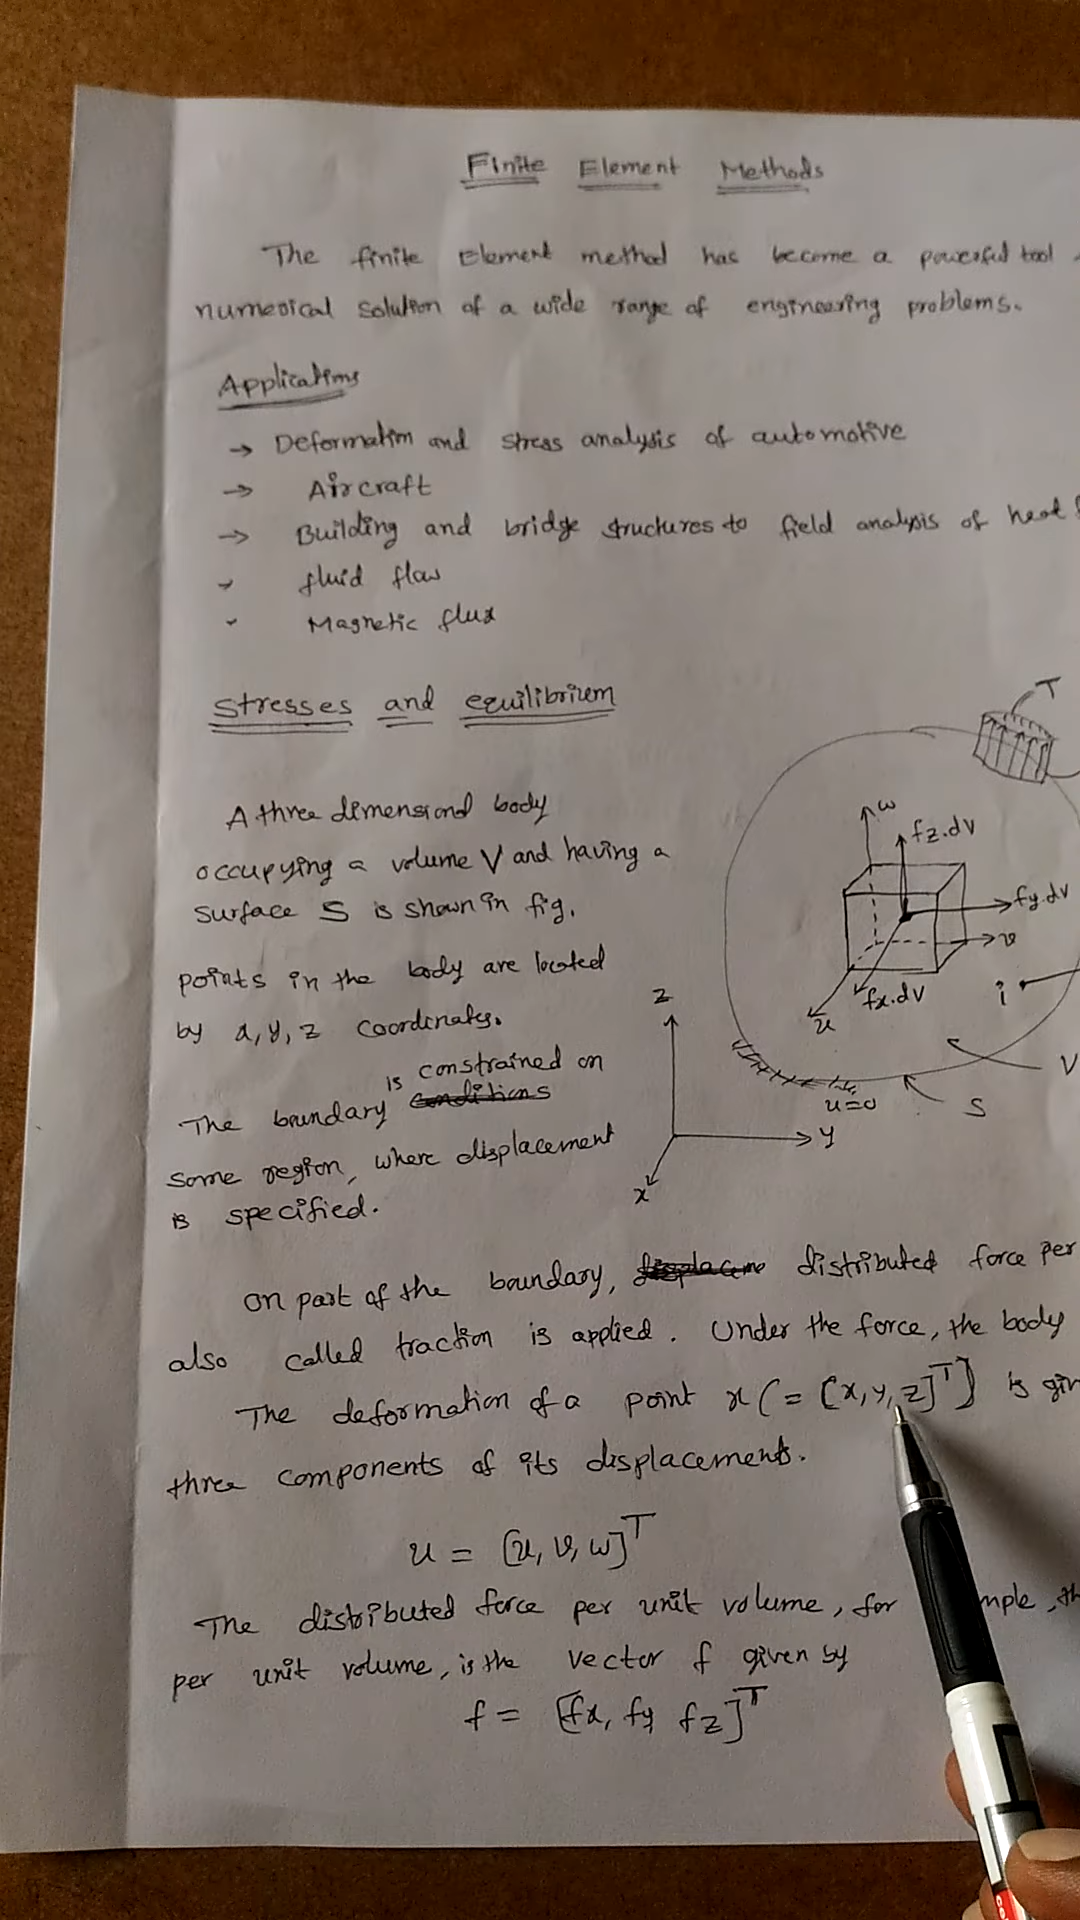 Finite Element Methods
The finite Element method has become a powerful tool
numerical solution of a wide range of engineering problems.
Applications
→ Deformation and stress analysis of automotive
→ Aircraft
→ Building and bridge structures to field analysis of heat
fluid flow
Magnetic flux
Stresses and equilibrium
T
A three dimensional body
occupying a volume V and having a
surface S is shown in fig.
points in the body are located
by x, y, z coordinates.
The boundary is constrained on
some region, where displacement
is specified.
w
fz.dV
fy.dV
v
fx.dV
u
i
V
S
u=0
z
y
x
On part of the boundary, distributed force per
also called traction is applied. Under the force, the body
The deformation of a point x (= [x, y, z]ᵀ) is
three components of its displacements.
u = [u, v, w]ᵀ
The distributed force per unit volume, for
per unit volume, is the vector f given by
f = [fx, fy, fz]ᵀ